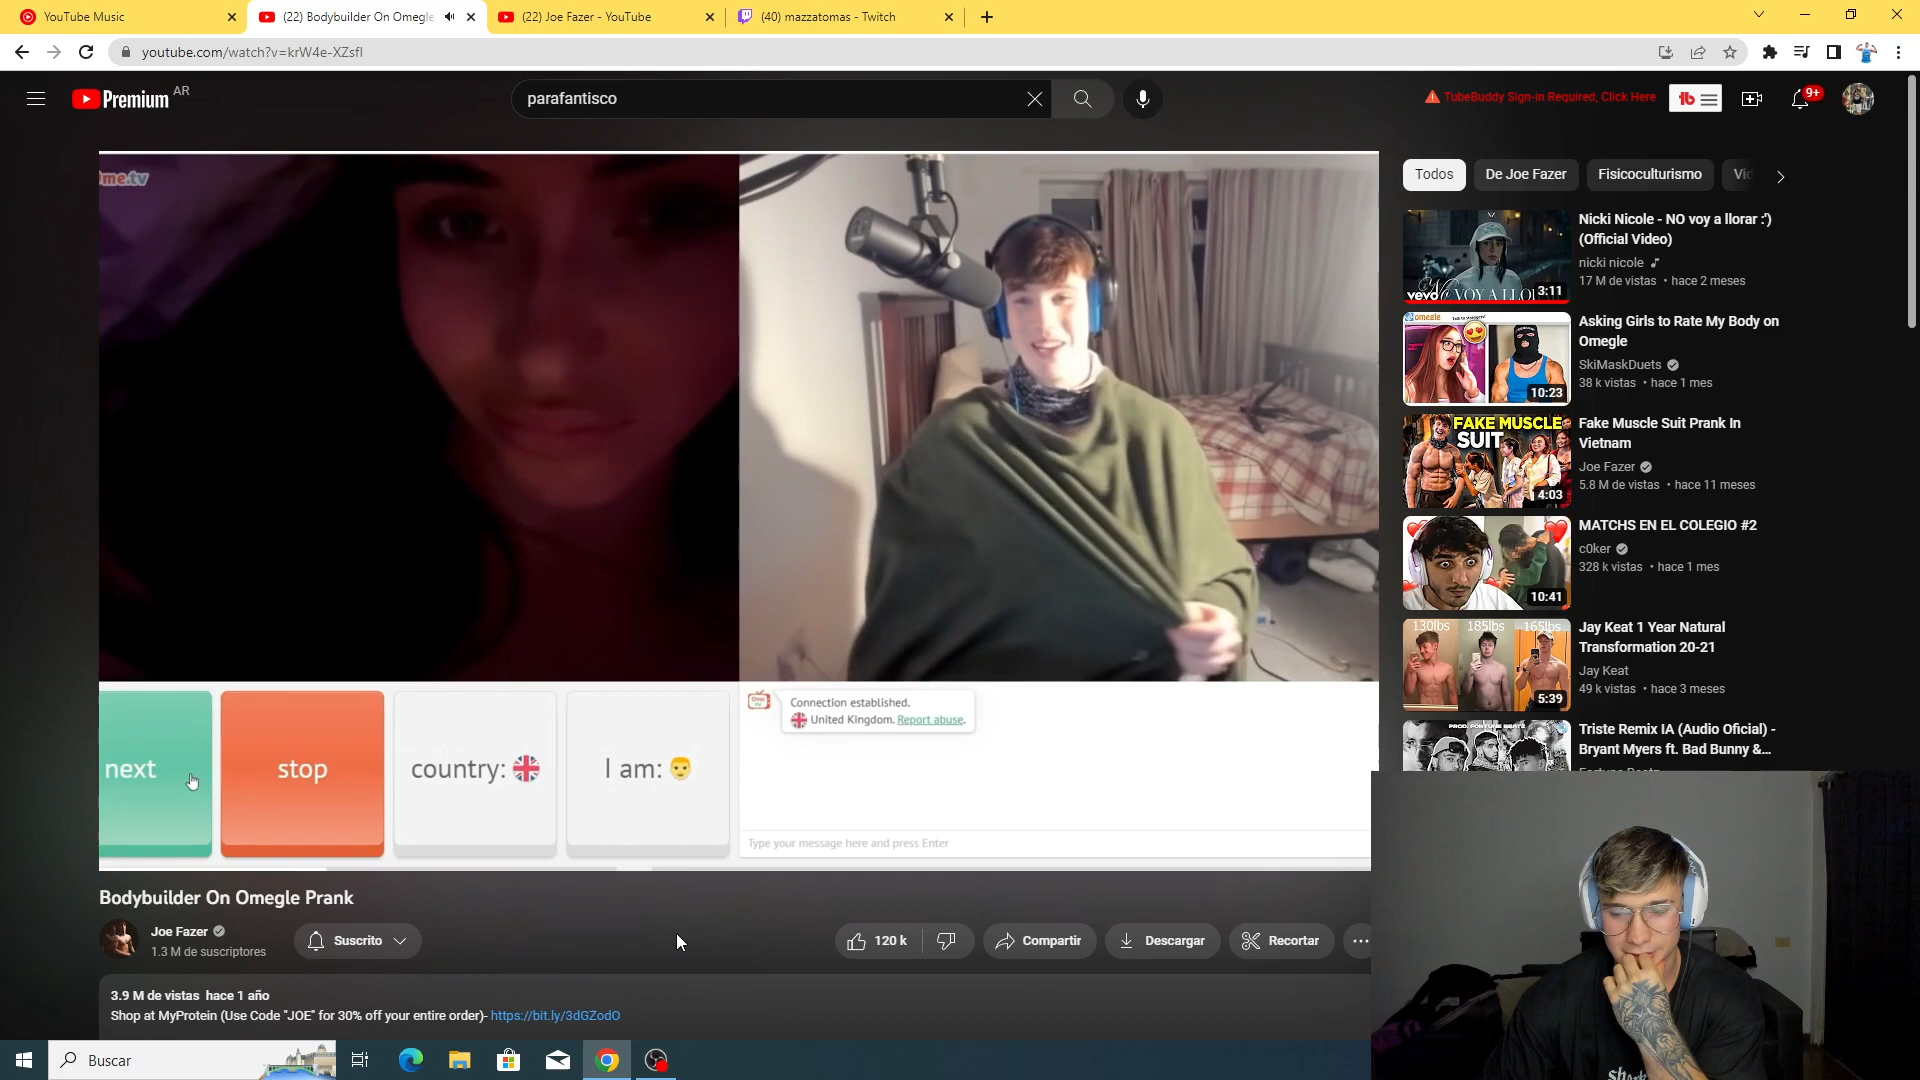 YouTube Music
(22) Bodybuilder On Omegle
(22) Joe Fazer - YouTube
(40) mazzatomas - Twitch
youtube.com/watch?v=krW4e-XZsfI
Premium AR
parafantisco
TubeBuddy Sign-in Required, Click Here
9+
ome.tv
Todos
De Joe Fazer
Fisicoculturismo
Nicki Nicole - NO voy a llorar :')
(Official Video)
nicki nicole
17 M de vistas • hace 2 meses
vevo
3:11
Asking Girls to Rate My Body on
Omegle
SkiMaskDuets
38 k vistas • hace 1 mes
omegle
10:23
Fake Muscle Suit Prank In
Vietnam
Joe Fazer
5.8 M de vistas • hace 11 meses
FAKE MUSCLE
SUIT
4:03
MATCHS EN EL COLEGIO #2
c0ker
328 k vistas • hace 1 mes
10:41
Jay Keat 1 Year Natural
Transformation 20-21
Jay Keat
49 k vistas • hace 3 meses
130lbs 185lbs 165lbs
5:39
Triste Remix IA (Audio Oficial) -
Bryant Myers ft. Bad Bunny &...
next
stop
country:
I am:
Connection established.
United Kingdom. Report abuse.
Type your message here and press Enter
Bodybuilder On Omegle Prank
Joe Fazer
1.3 M de suscriptores
Suscrito
120 k
Compartir
Descargar
Recortar
3.9 M de vistas hace 1 año
Shop at MyProtein (Use Code "JOE" for 30% off your entire order)- https://bit.ly/3dGZodO
Buscar